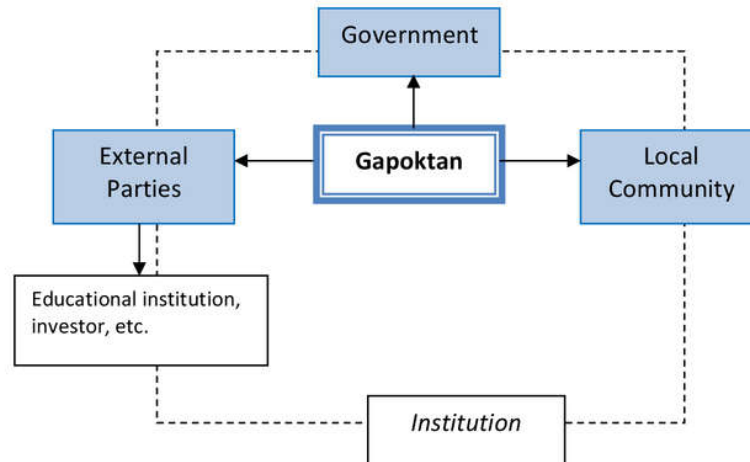 Government
External
Parties
Gapoktan
Local
Community
Educational institution,
investor, etc.
Institution